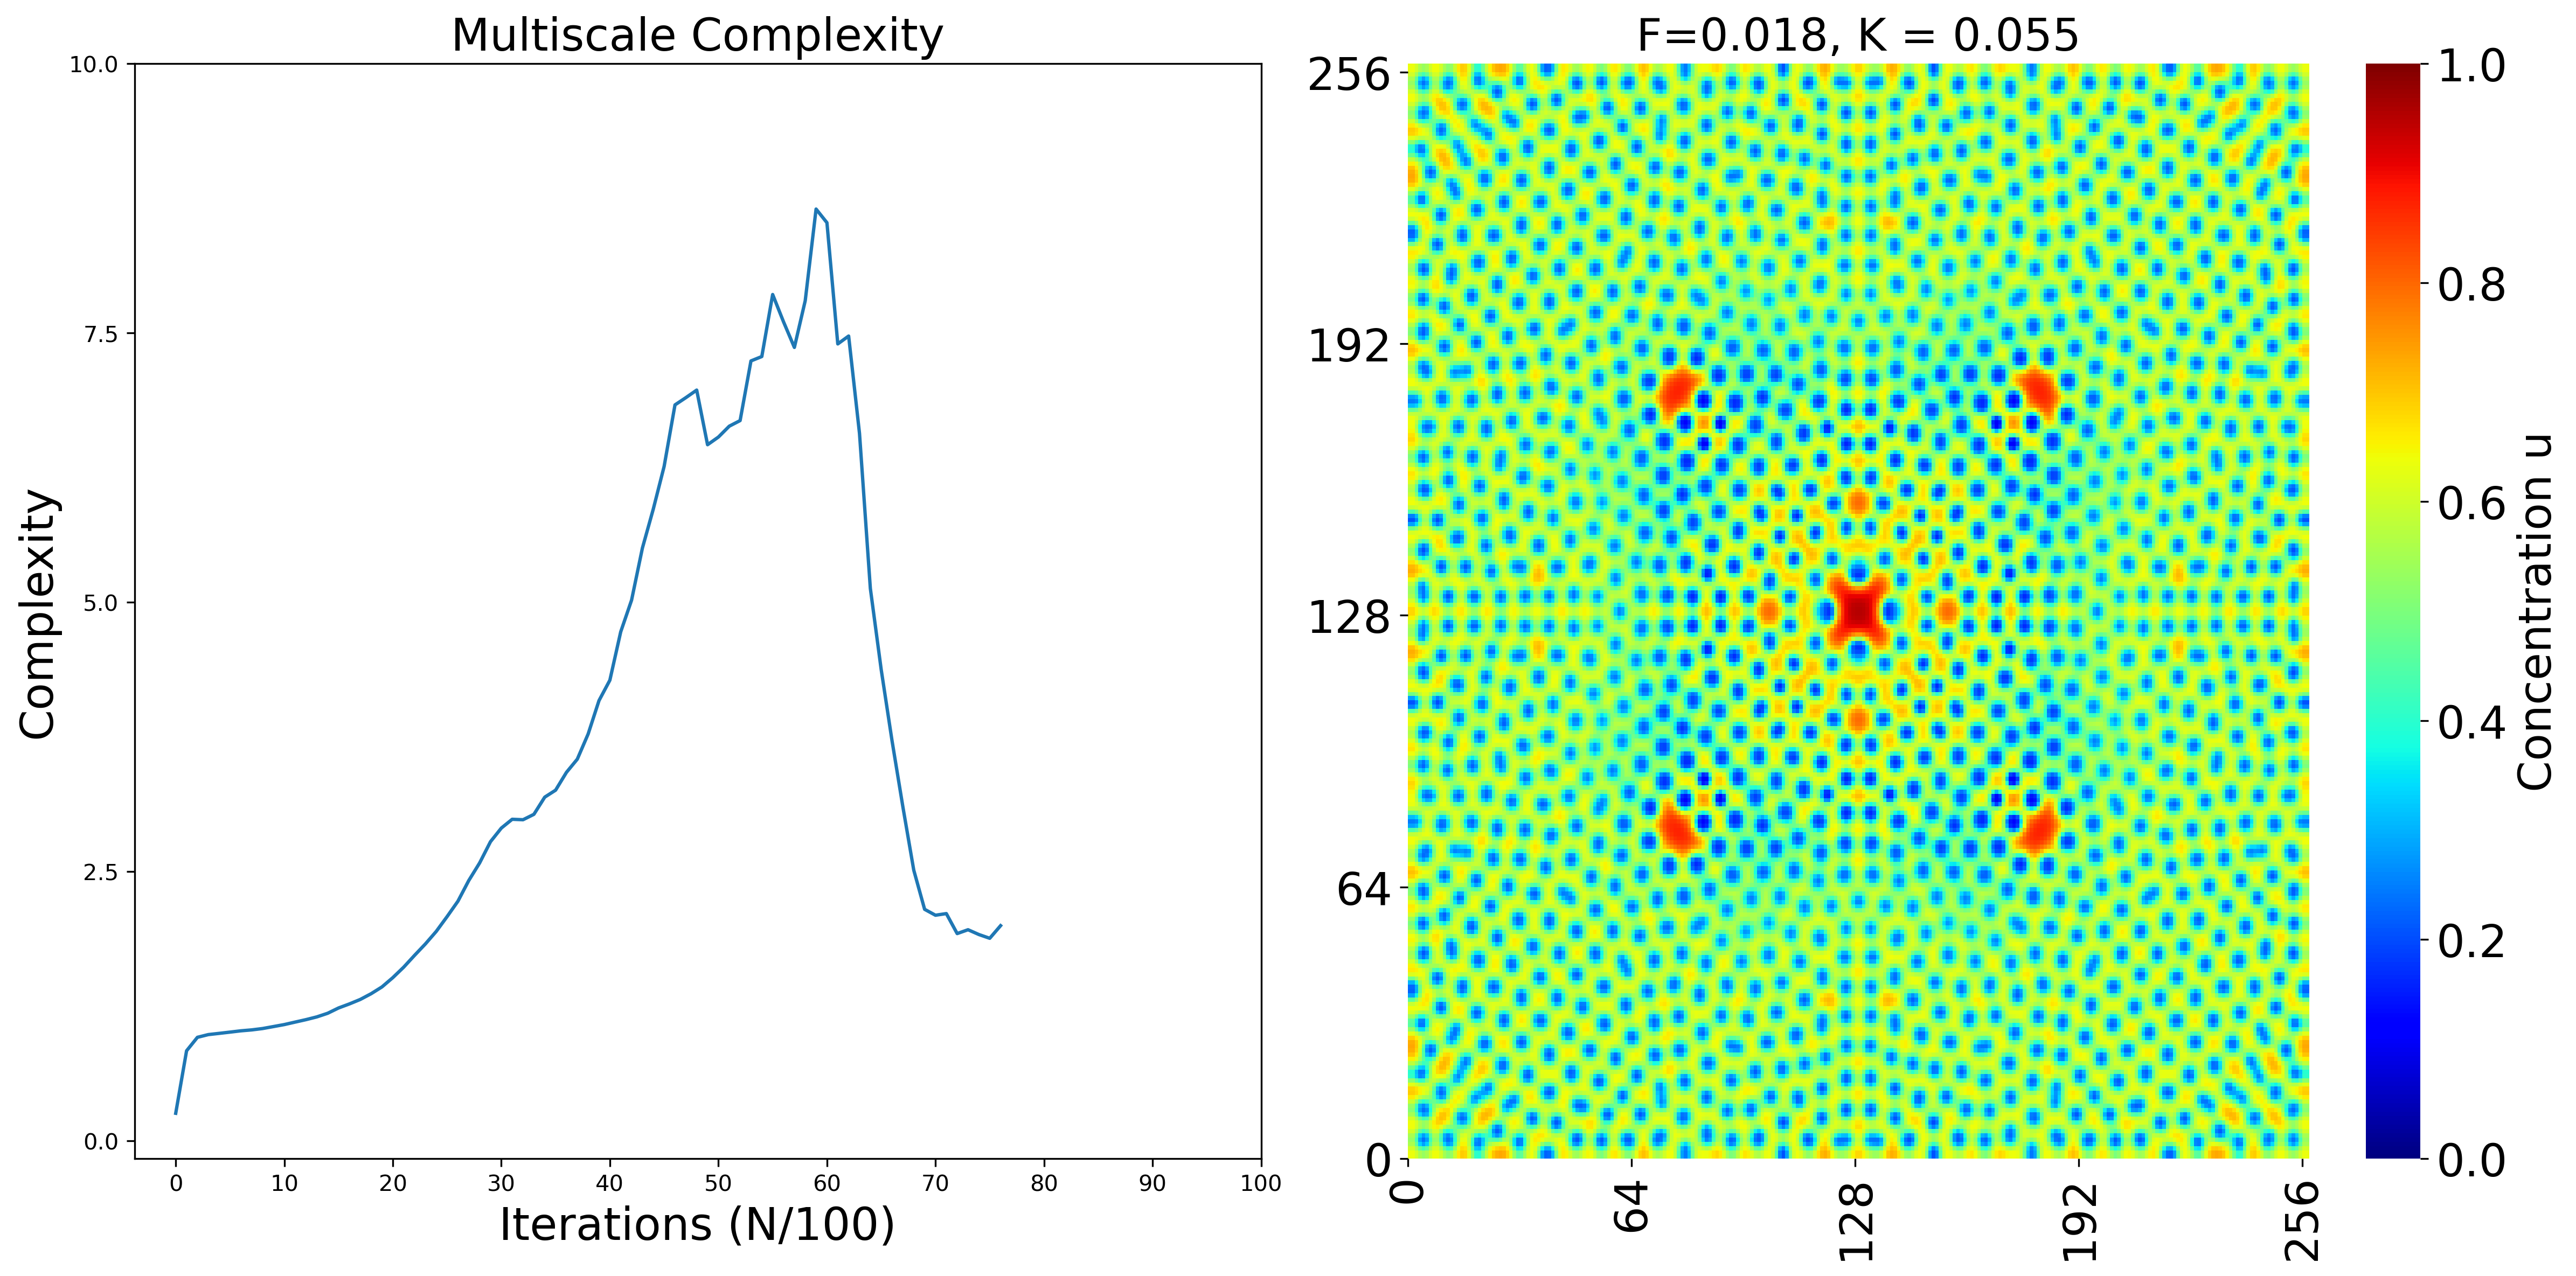 Multiscale Complexity
10.0
7.5
5.0
2.5
0.0
Complexity
0 10 20 30 40 50 60 70 80 90 100
Iterations (N/100)
F=0.018, K = 0.055
256
192
128
64
0
0 64 128 192 256
1.0
0.8
0.6
0.4
0.2
0.0
Concentration u